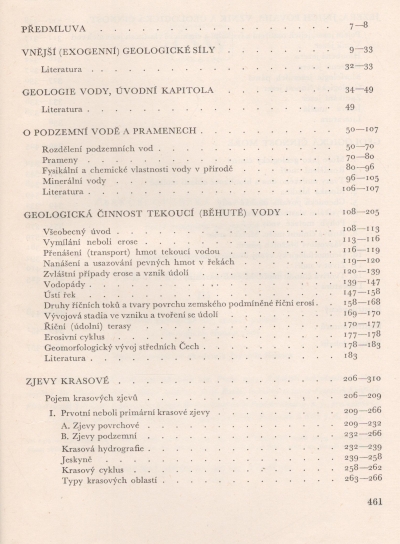 PŘEDMLUVA . . . . . . . . . . . . 7—8
VNĚJŠÍ (EXOGENNÍ) GEOLOGICKÉ SÍLY . . . . . . 9—33
Literatura . . . . . . . . . . . . . 32—33
GEOLOGIE VODY, ÚVODNÍ KAPITOLA . . . . . . 34—49
Literatura . . . . . . . . . . . . . 49
O PODZEMNÍ VODĚ A PRAMENECH . . . . . . . 50—107
Rozdělení podzemních vod . . . . . . . . . 50—70
Prameny . . . . . . . . . . . . . 70—80
Fysikální a chemické vlastnosti vody v přírodě . . . . . 80—96
Minerální vody . . . . . . . . . . . . 96—105
Literatura . . . . . . . . . . . . . 106—107
GEOLOGICKÁ ČINNOST TEKOUCÍ (BĚHUTÉ) VODY . . . 108—205
Všeobecný úvod . . . . . . . . . . . 108—113
Vymílání neboli erose . . . . . . . . . . 113—116
Přenášení (transport) hmot tekoucí vodou . . . . . . 116—119
Nanášení a usazování pevných hmot v řekách . . . . . 119—120
Zvláštní případy erose a vznik údolí . . . . . . . 120—139
Vodopády . . . . . . . . . . . . . 139—147
Ústí řek . . . . . . . . . . . . . 147—158
Druhy říčních toků a tvary povrchu zemského podmíněné říční erosí . 158—168
Vývojová stadia ve vzniku a tvoření se údolí . . . . . 169—170
Říční (údolní) terasy . . . . . . . . . . 170—177
Erosivní cyklus . . . . . . . . . . . 177—178
Geomorfologický vývoj středních Čech . . . . . . . 178—183
Literatura . . . . . . . . . . . . . 183
ZJEVY KRASOVÉ . . . . . . . . . . . 206—310
Pojem krasových zjevů . . . . . . . . . . 206—209
I. Prvotní neboli primární krasové zjevy . . . . . . 209—266
A. Zjevy povrchové . . . . . . . . . . 209—232
B. Zjevy podzemní . . . . . . . . . . 232—266
Krasová hydrografie . . . . . . . . . . 232—239
Jeskyně . . . . . . . . . . . . 239—258
Krasový cyklus . . . . . . . . . . . 258—262
Typy krasových oblastí . . . . . . . . . 263—266
461